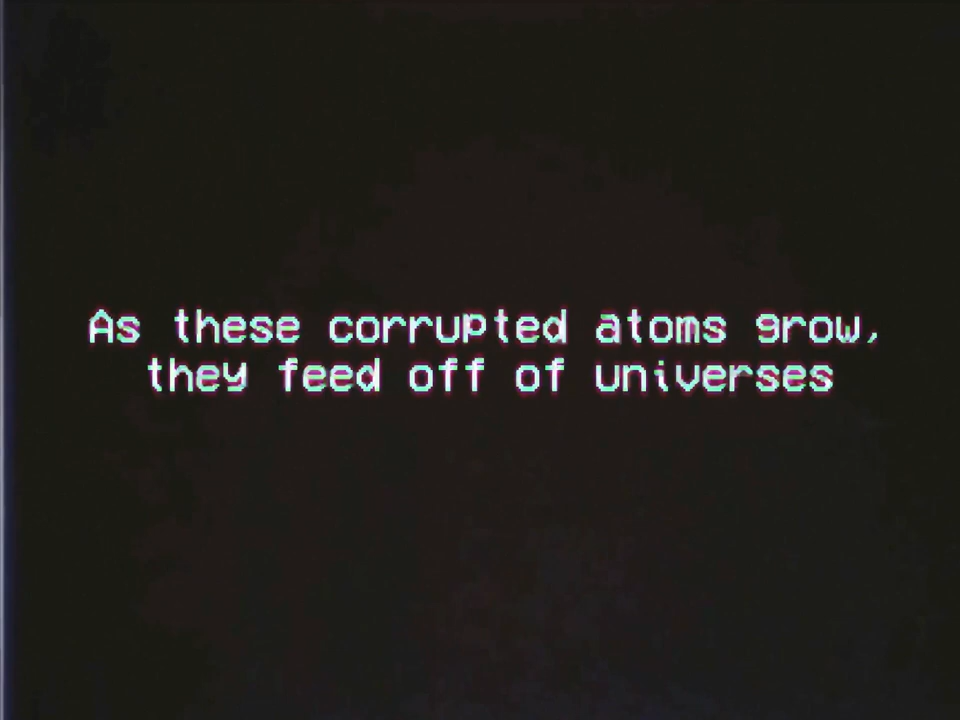 As these corrupted atoms grow,
they feed off of universes